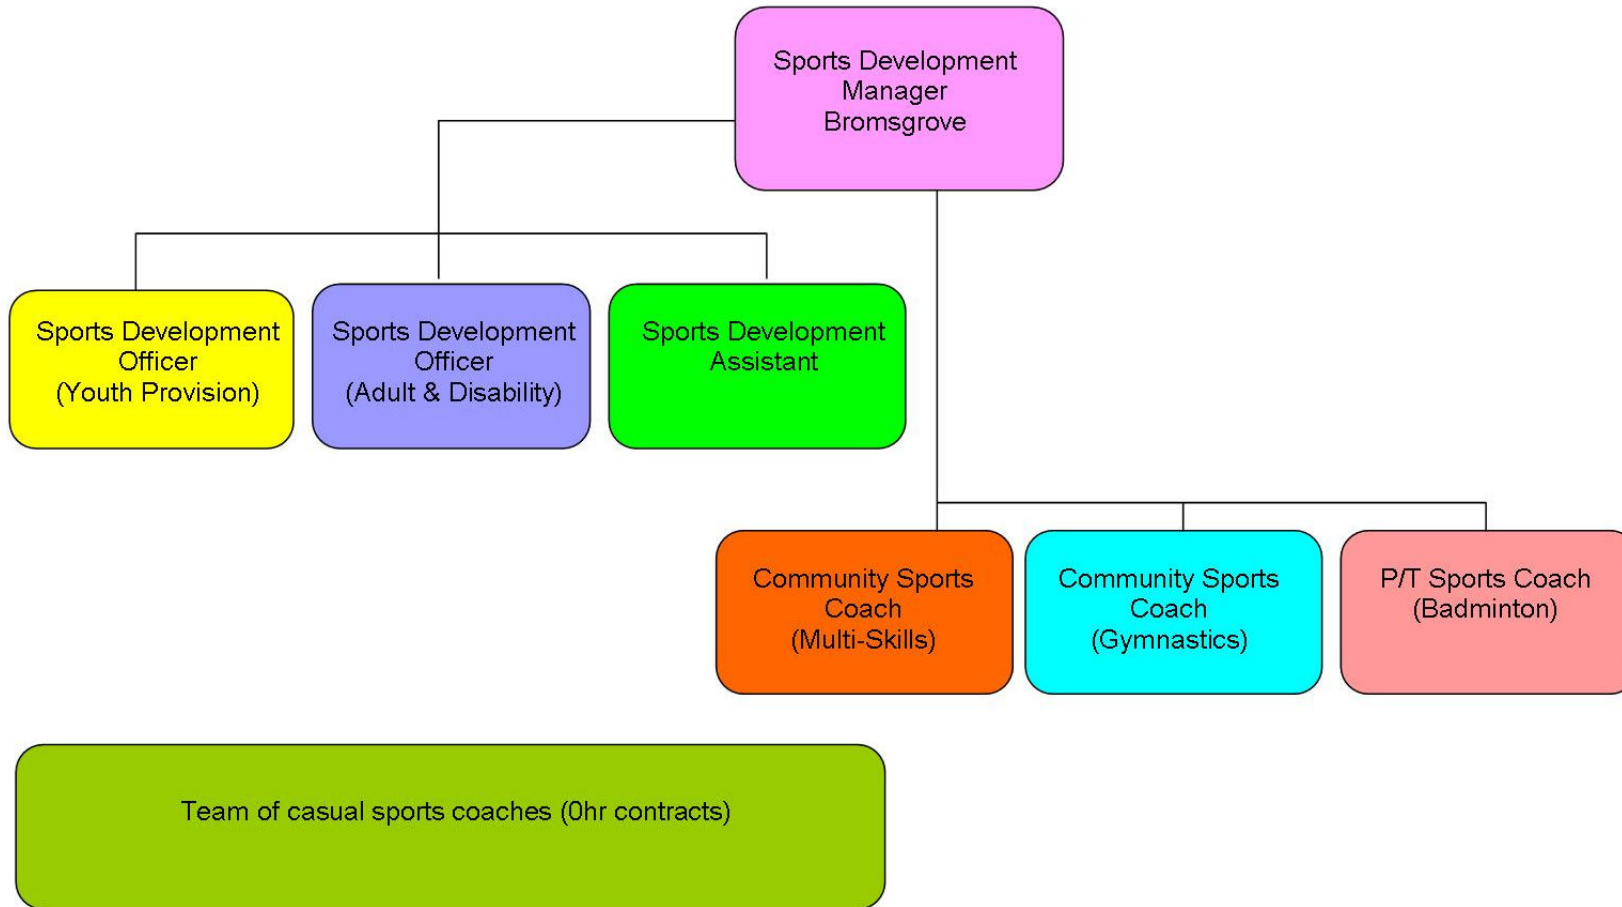 Sports Development
Manager
Bromsgrove
Sports Development
Officer
(Youth Provision)
Sports Development
Officer
(Adult & Disability)
Sports Development
Assistant
Community Sports
Coach
(Multi-Skills)
Community Sports
Coach
(Gymnastics)
P/T Sports Coach
(Badminton)
Team of casual sports coaches (0hr contracts)